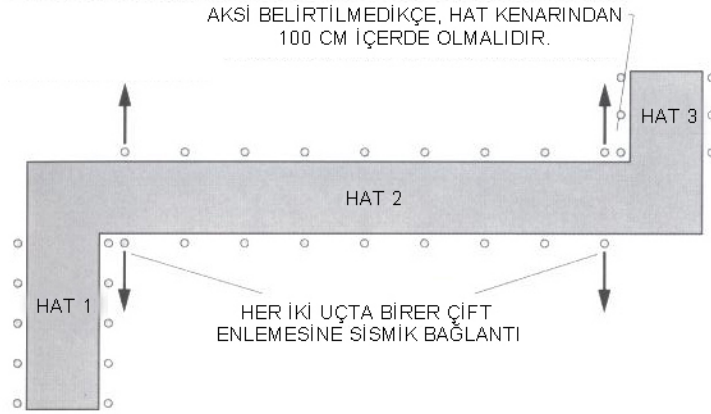 AKSİ BELİRTİLMEDİKÇE, HAT KENARINDAN
100 CM İÇERDE OLMALIDIR.
HAT 3
HAT 2
HAT 1
HER İKİ UÇTA BİRER ÇİFT
ENLEMESİNE SİSMİK BAĞLANTI